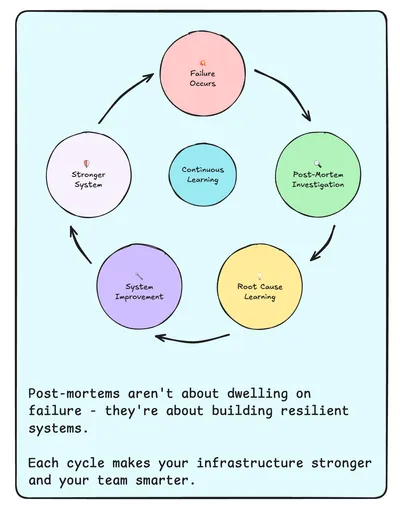 Failure
Occurs
Stronger
System
Continuous
Learning
Post-Mortem
Investigation
System
Improvement
Root Cause
Learning
Post-mortems aren't about dwelling on
failure - they're about building resilient
systems.
Each cycle makes your infrastructure stronger
and your team smarter.